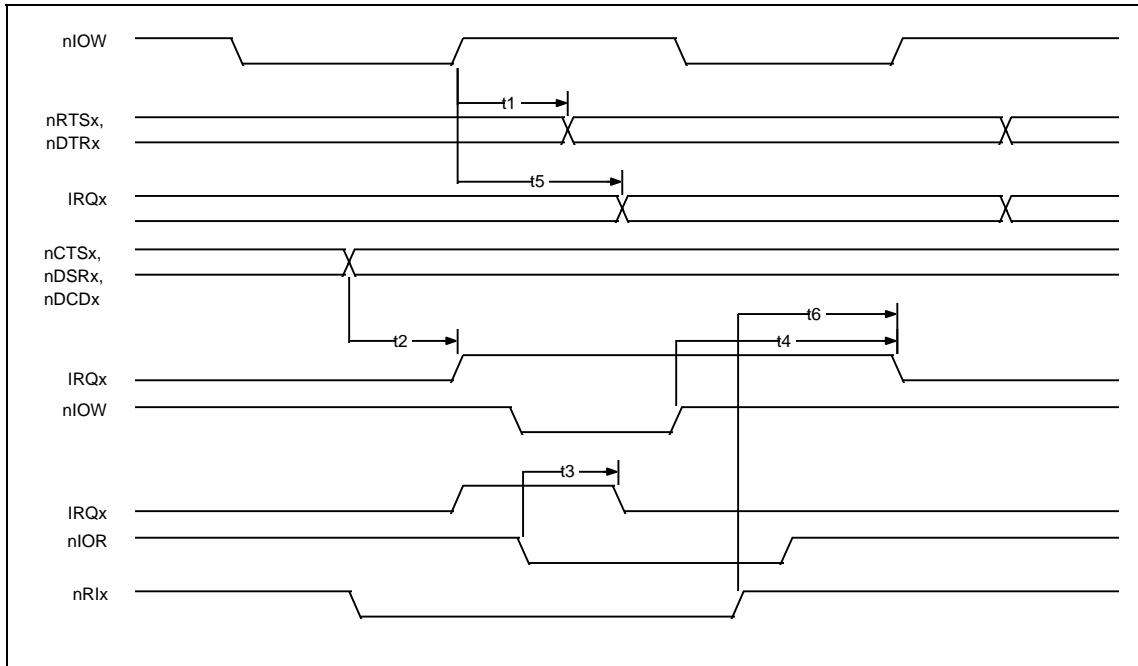 nIOW
t1
nRTSx,
nDTRx
t5
IRQx
nCTSx,
nDSRx,
nDCDx
t6
t2
t4
IRQx
nIOW
t3
IRQx
nIOR
nRIx